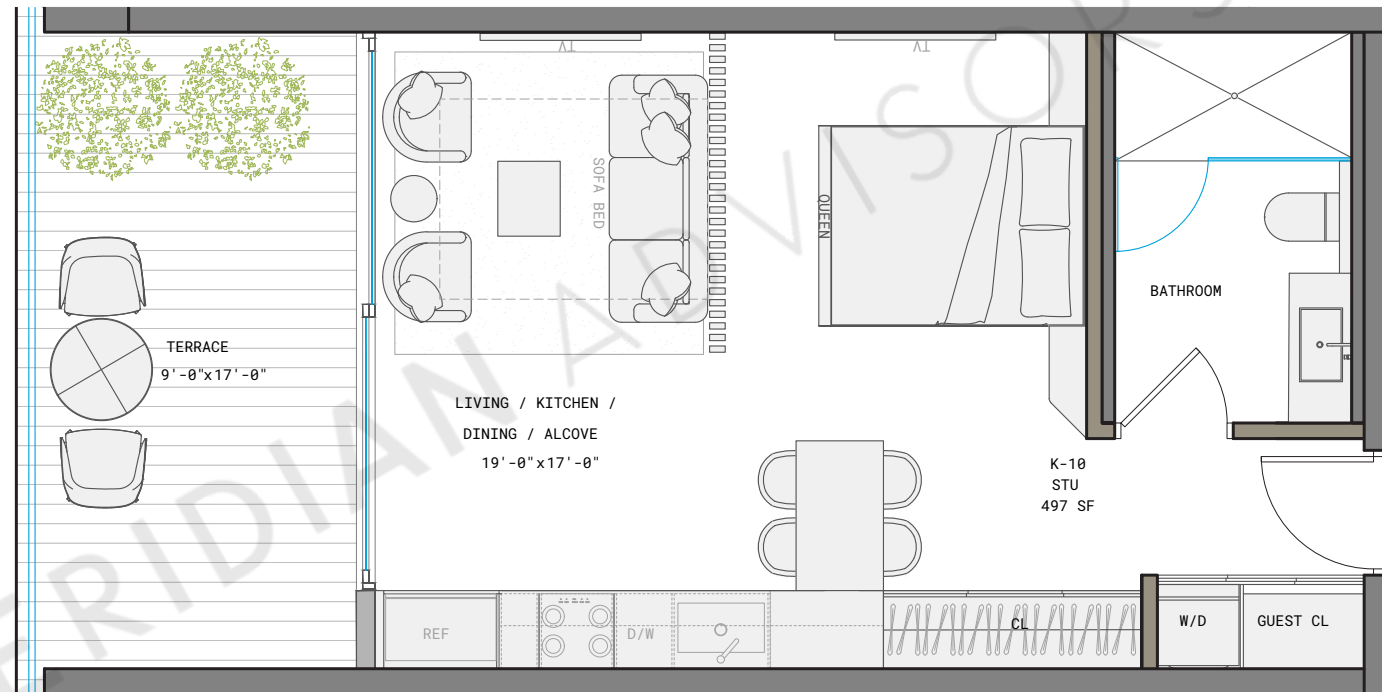 TV
TV
SOFA BED
QUEEN
BATHROOM
TERRACE
9'-0"x17'-0"
LIVING / KITCHEN /
DINING / ALCOVE
19'-0"x17'-0"
K-10
STU
497 SF
REF
D/W
CL
W/D
GUEST CL
ERIDIAN ADVISORS